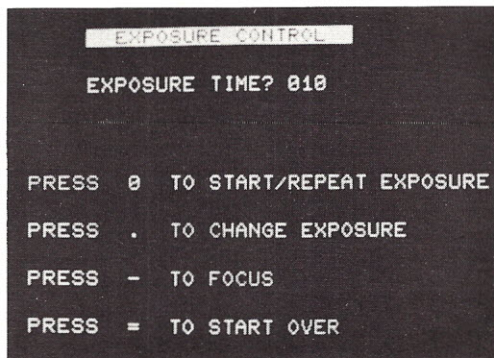 EXPOSURE CONTROL
EXPOSURE TIME? 010
PRESS 0 TO START/REPEAT EXPOSURE
PRESS . TO CHANGE EXPOSURE
PRESS - TO FOCUS
PRESS = TO START OVER